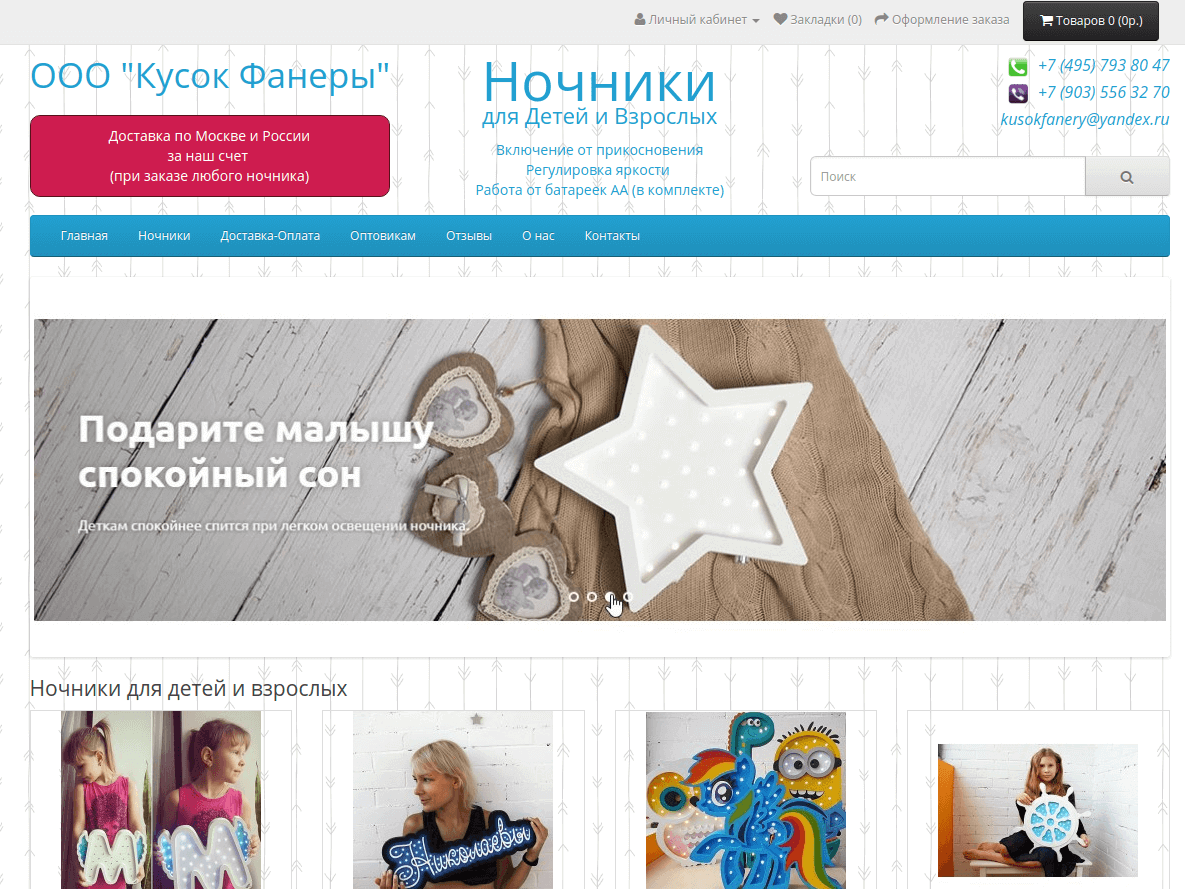 Личный кабинет
Закладки (0)
Оформление заказа
Товаров 0 (0р.)
ООО "Кусок Фанеры"
Доставка по Москве и России
за наш счет
(при заказе любого ночника)
Ночники
для Детей и Взрослых
Включение от прикосновения
Регулировка яркости
Работа от батареек АА (в комплекте)
+7 (495) 793 80 47
+7 (903) 556 32 70
kusokfanery@yandex.ru
Поиск
Главная
Ночники
Доставка-Оплата
Оптовикам
Отзывы
О нас
Контакты
Подарите малышу
спокойный сон
Деткам спокойнее спится при легком освещении ночника.
Ночники для детей и взрослых
М М
Николаевы